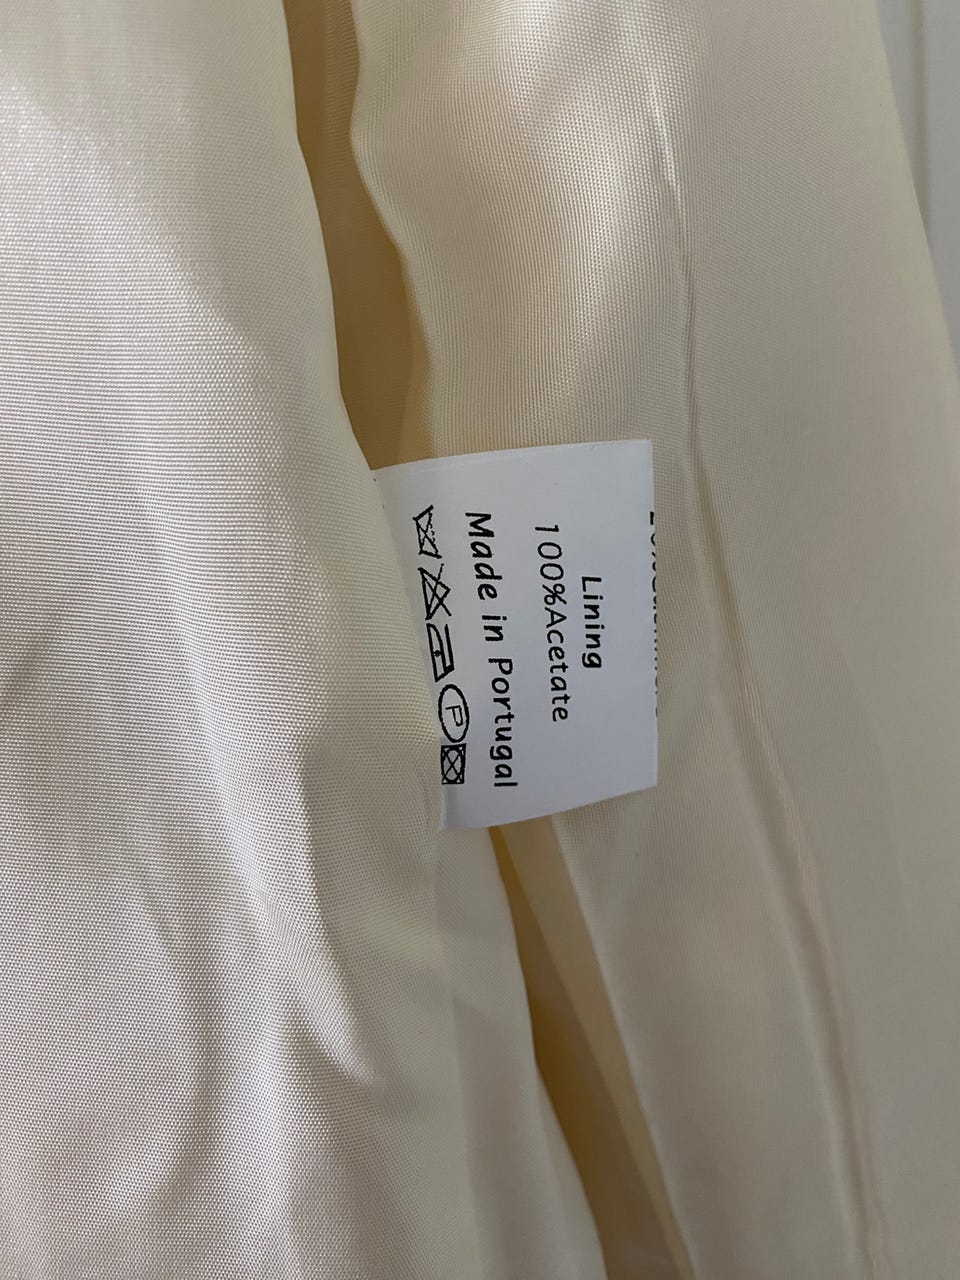 Lining
100%Acetate
Made in Portugal
P